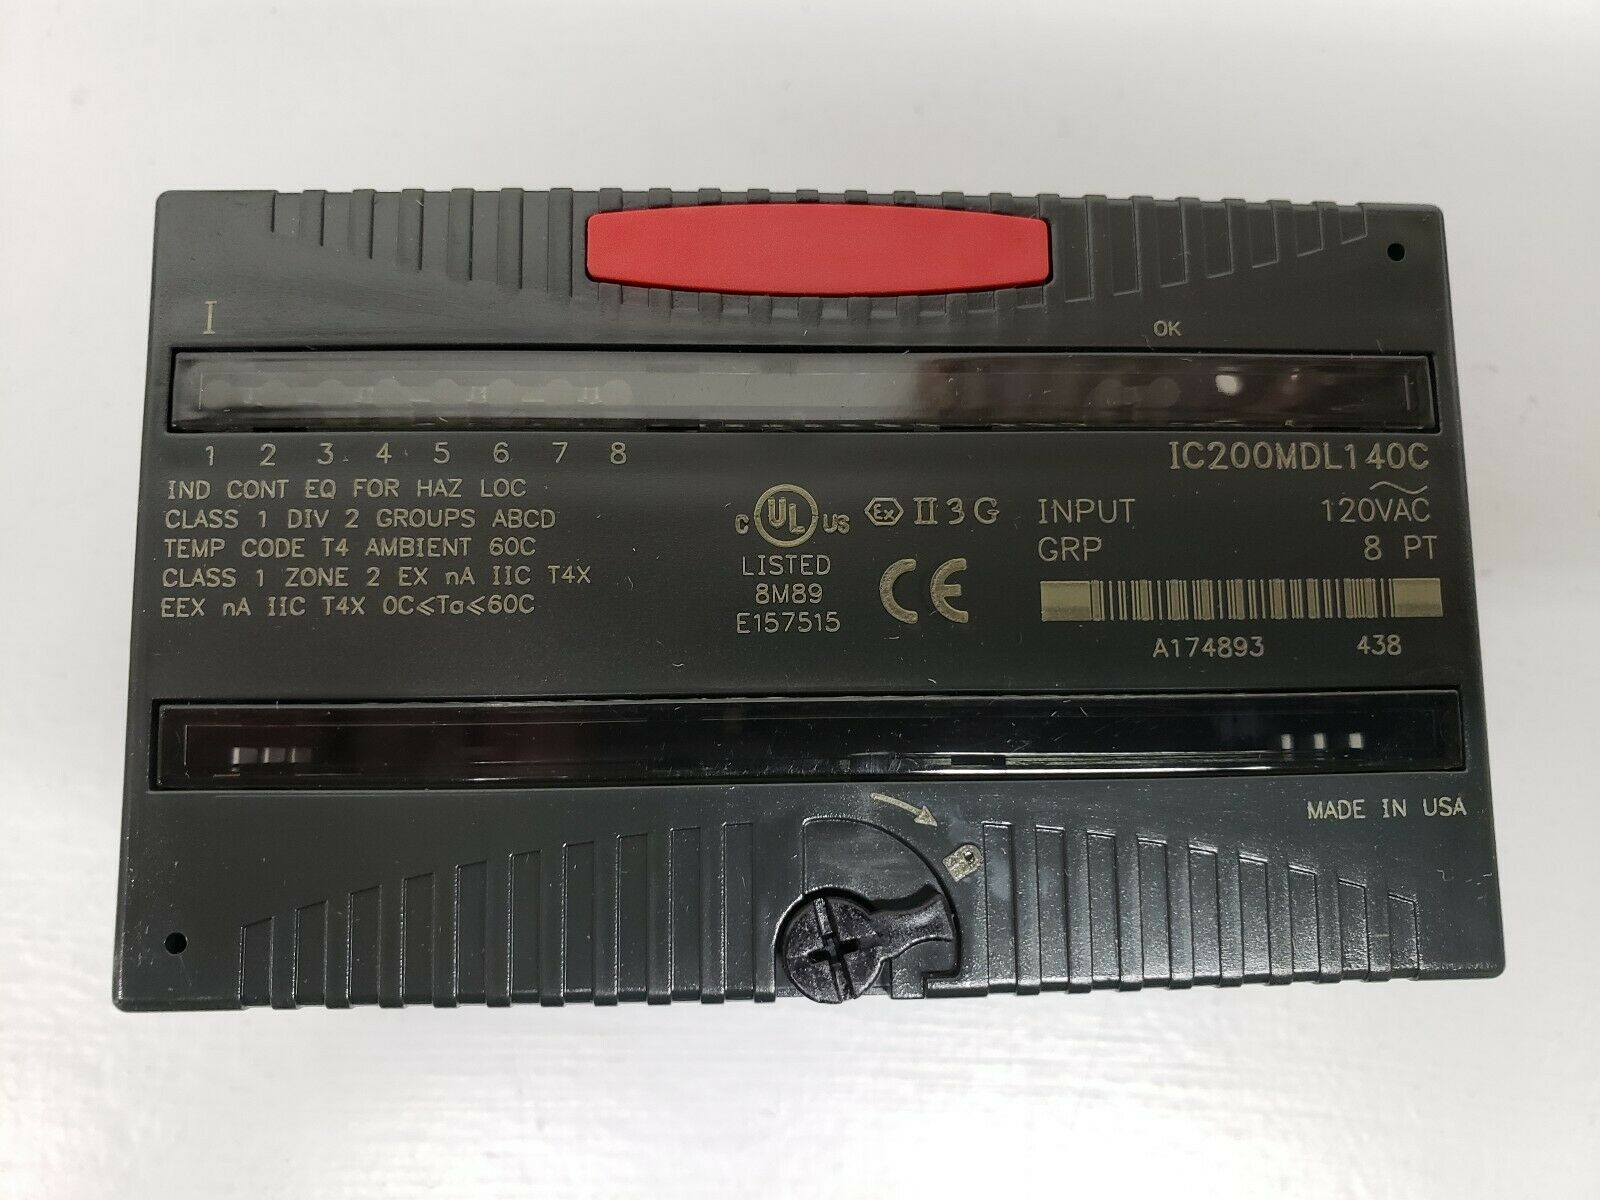 I
OK
1 2 3 4 5 6 7 8
IC200MDL140C
IND CONT EQ FOR HAZ LOC
CLASS 1 DIV 2 GROUPS ABCD
TEMP CODE T4 AMBIENT 60C
CLASS 1 ZONE 2 EX nA IIC T4X
EEX nA IIC T4X 0C≤Ta≤60C
C UL US
LISTED
8M89
E157515
Ex II 3 G
CE
INPUT 120VAC
GRP 8 PT
A174893 438
MADE IN USA